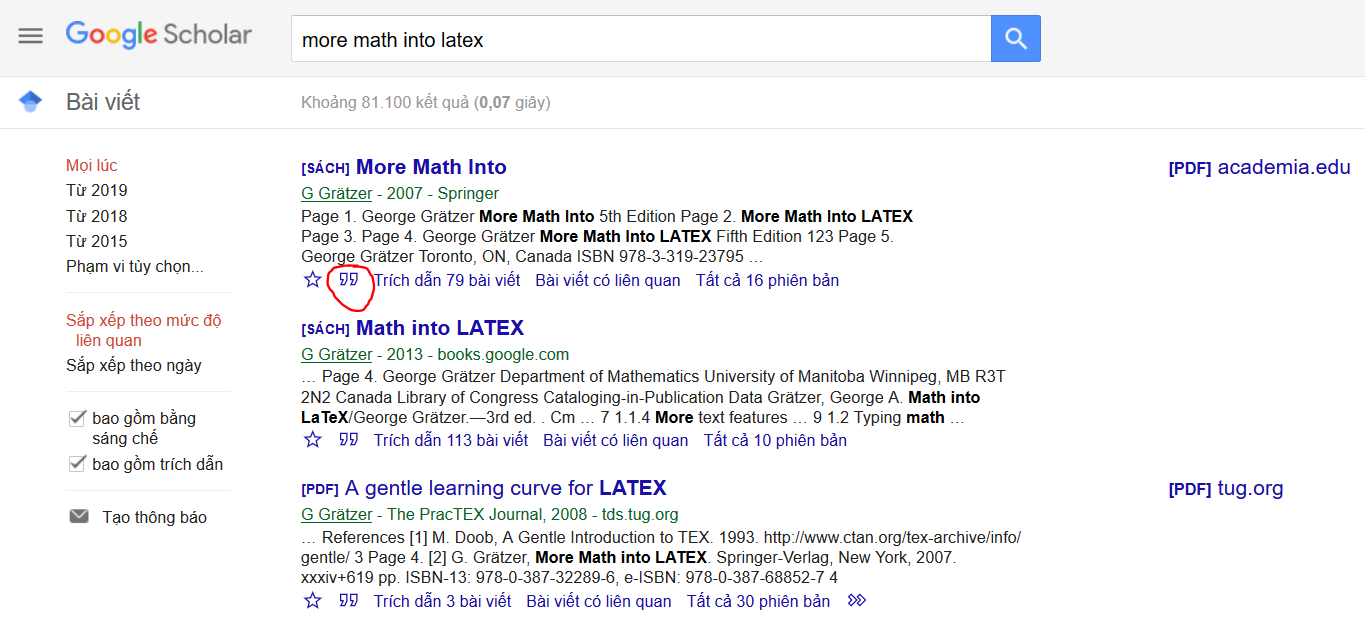 Google Scholar
more math into latex
Bài viết
Khoảng 81.100 kết quả (0,07 giây)
Mọi lúc
Từ 2019
Từ 2018
Từ 2015
Phạm vi tùy chọn...
Sắp xếp theo mức độ
liên quan
Sắp xếp theo ngày
bao gồm bằng
sáng chế
bao gồm trích dẫn
Tạo thông báo
[SÁCH] More Math Into
G Grätzer - 2007 - Springer
Page 1. George Grätzer More Math Into 5th Edition Page 2. More Math Into LATEX
Page 3. Page 4. George Grätzer More Math Into LATEX Fifth Edition 123 Page 5.
George Grätzer Toronto, ON, Canada ISBN 978-3-319-23795 …
Trích dẫn 79 bài viết Bài viết có liên quan Tất cả 16 phiên bản
[PDF] academia.edu
[SÁCH] Math into LATEX
G Grätzer - 2013 - books.google.com
… Page 4. George Grätzer Department of Mathematics University of Manitoba Winnipeg, MB R3T
2N2 Canada Library of Congress Cataloging-in-Publication Data Grätzer, George A. Math into
LaTeX/George Grätzer.—3rd ed. . Cm … 7 1.1.4 More text features … 9 1.2 Typing math …
Trích dẫn 113 bài viết Bài viết có liên quan Tất cả 10 phiên bản
[PDF] A gentle learning curve for LATEX
G Grätzer - The PracTEX Journal, 2008 - tds.tug.org
… References [1] M. Doob, A Gentle Introduction to TEX. 1993. http://www.ctan.org/tex-archive/info/
gentle/ 3 Page 4. [2] G. Grätzer, More Math into LATEX. Springer-Verlag, New York, 2007.
xxxiv+619 pp. ISBN-13: 978-0-387-32289-6, e-ISBN: 978-0-387-68852-7 4
Trích dẫn 3 bài viết Bài viết có liên quan Tất cả 30 phiên bản
[PDF] tug.org